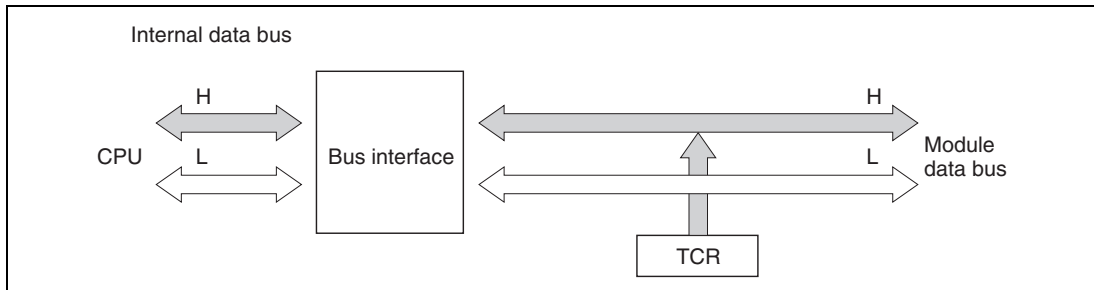 Internal data bus
H
H
CPU
L
Bus interface
L
Module
data bus
TCR